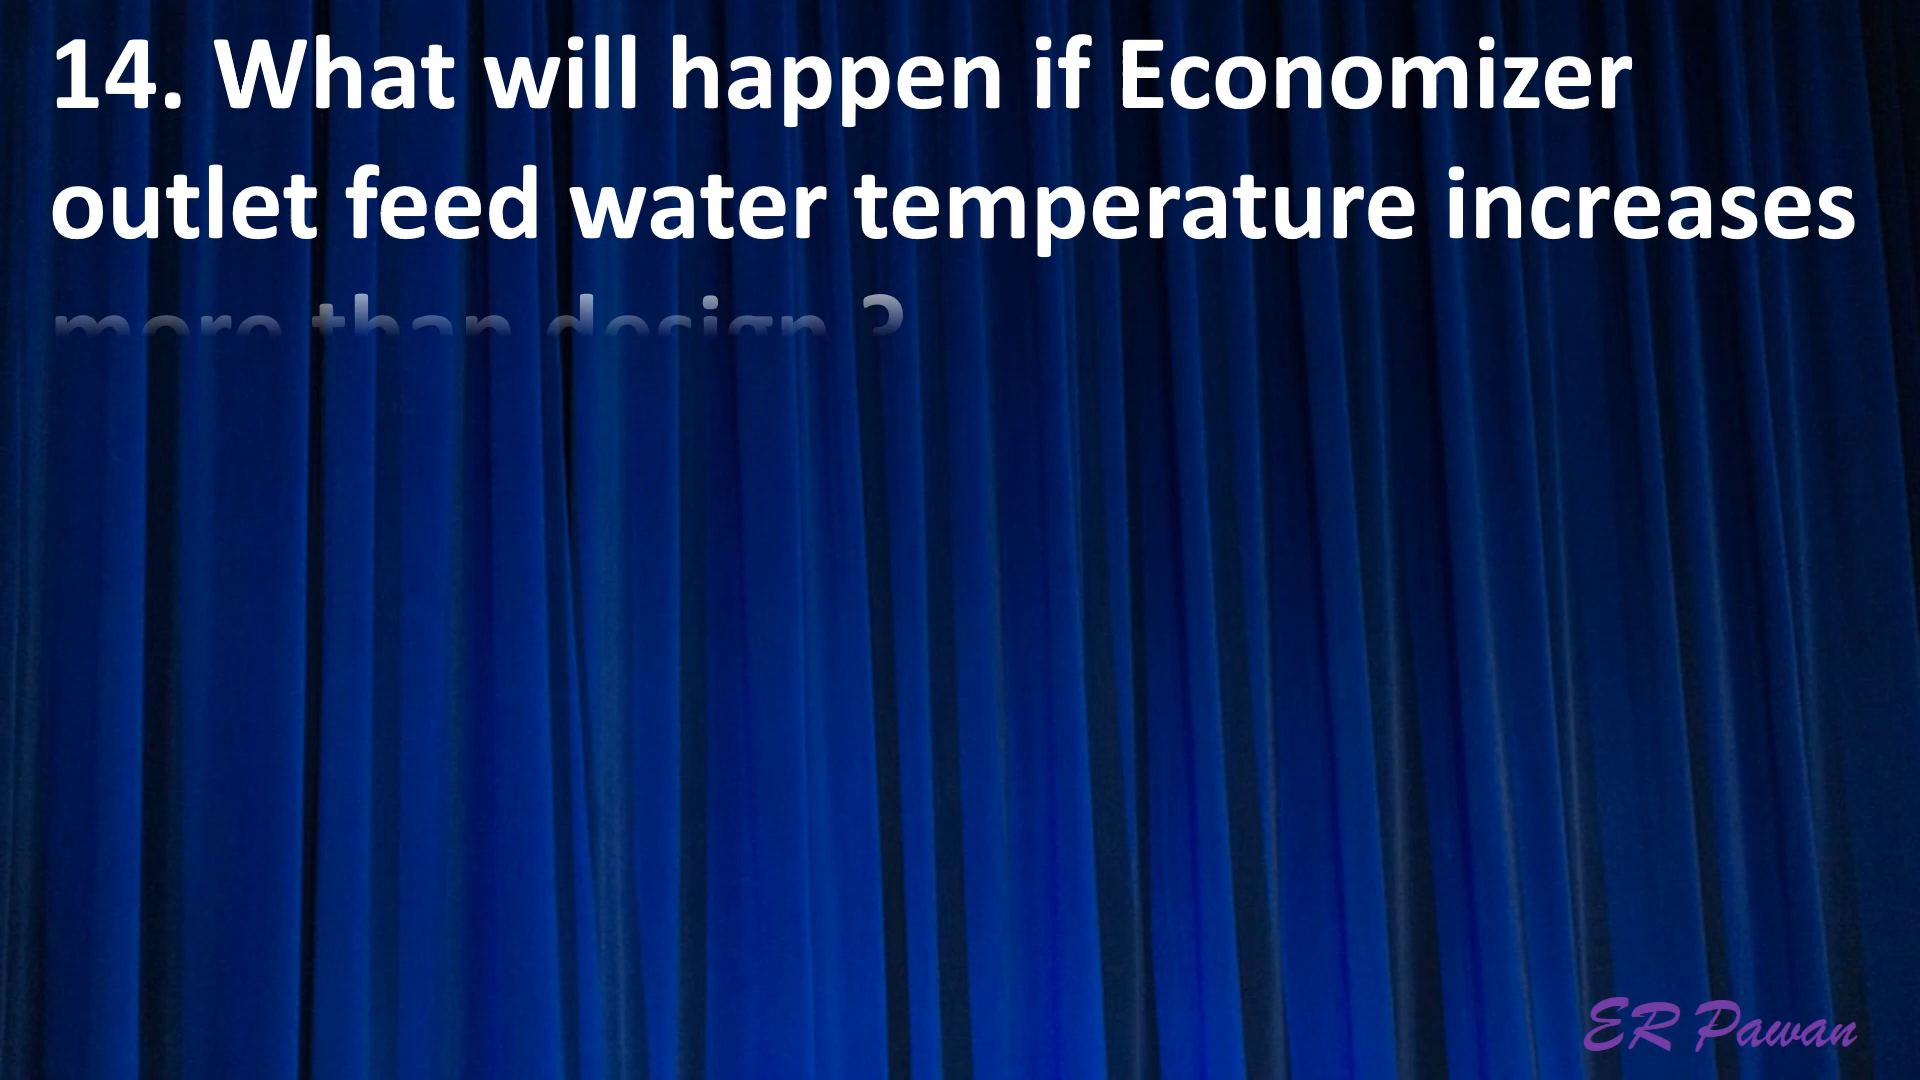 14. What will happen if Economizer
outlet feed water temperature increases
more than design ?
ER Pawan